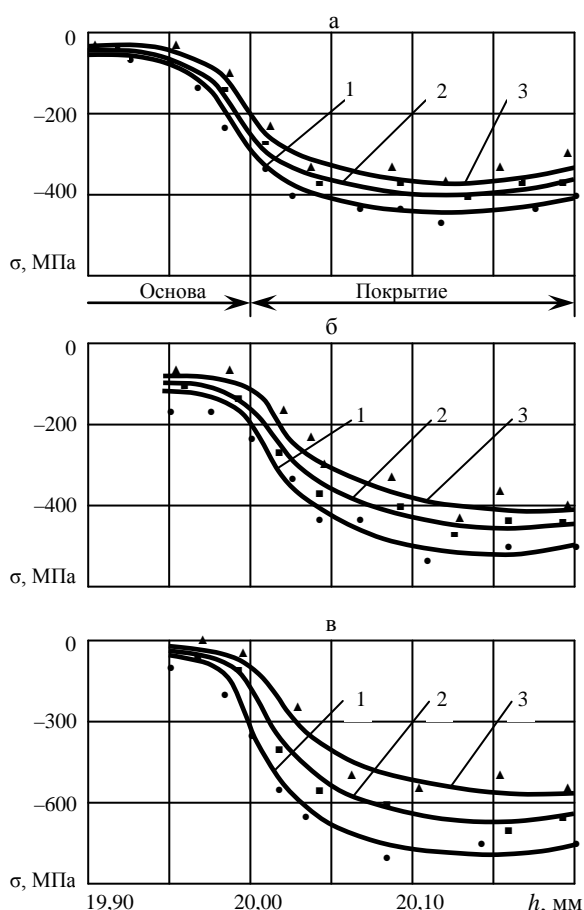 а
0
1
2
3
–200
–400
σ, МПа
Основа
Покрытие
б
0
1
2
3
–200
–400
σ, МПа
в
0
1
2
3
–300
–600
σ, МПа
19,90
20,00
20,10
h, мм